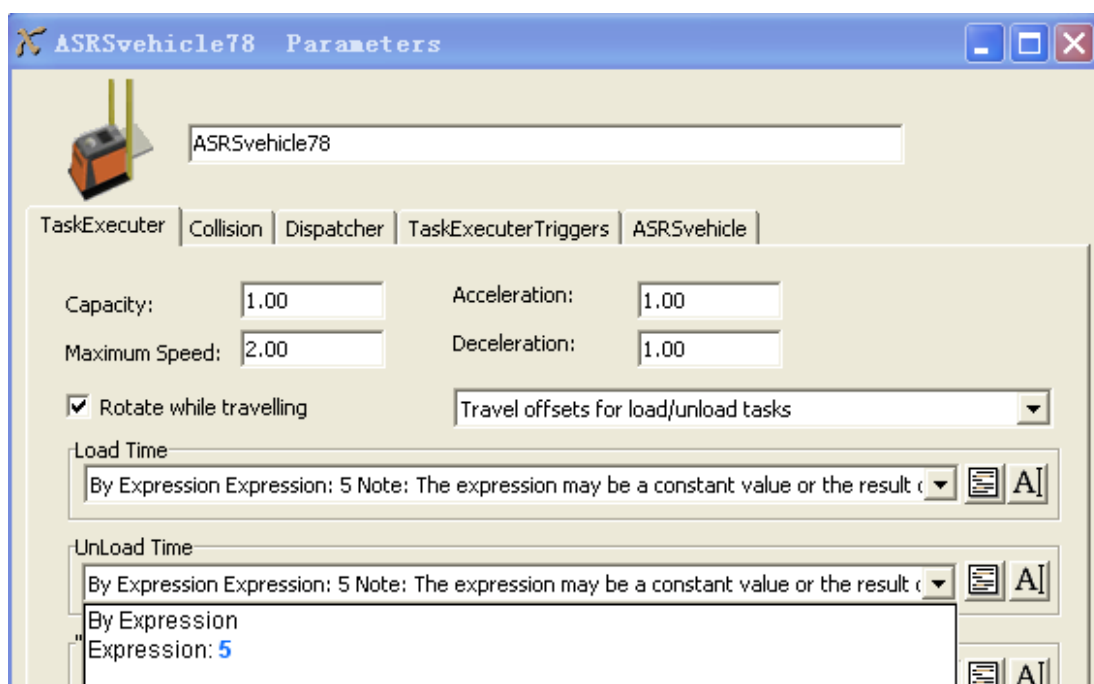 ASRSvehicle78 Parameters
ASRSvehicle78
TaskExecuter Collision Dispatcher TaskExecuterTriggers ASRSvehicle
Capacity: 1.00 Acceleration: 1.00
Maximum Speed: 2.00 Deceleration: 1.00
Rotate while travelling Travel offsets for load/unload tasks
Load Time
By Expression Expression: 5 Note: The expression may be a constant value or the result
A
UnLoad Time
By Expression Expression: 5 Note: The expression may be a constant value or the result
A
By Expression
Expression: 5
A